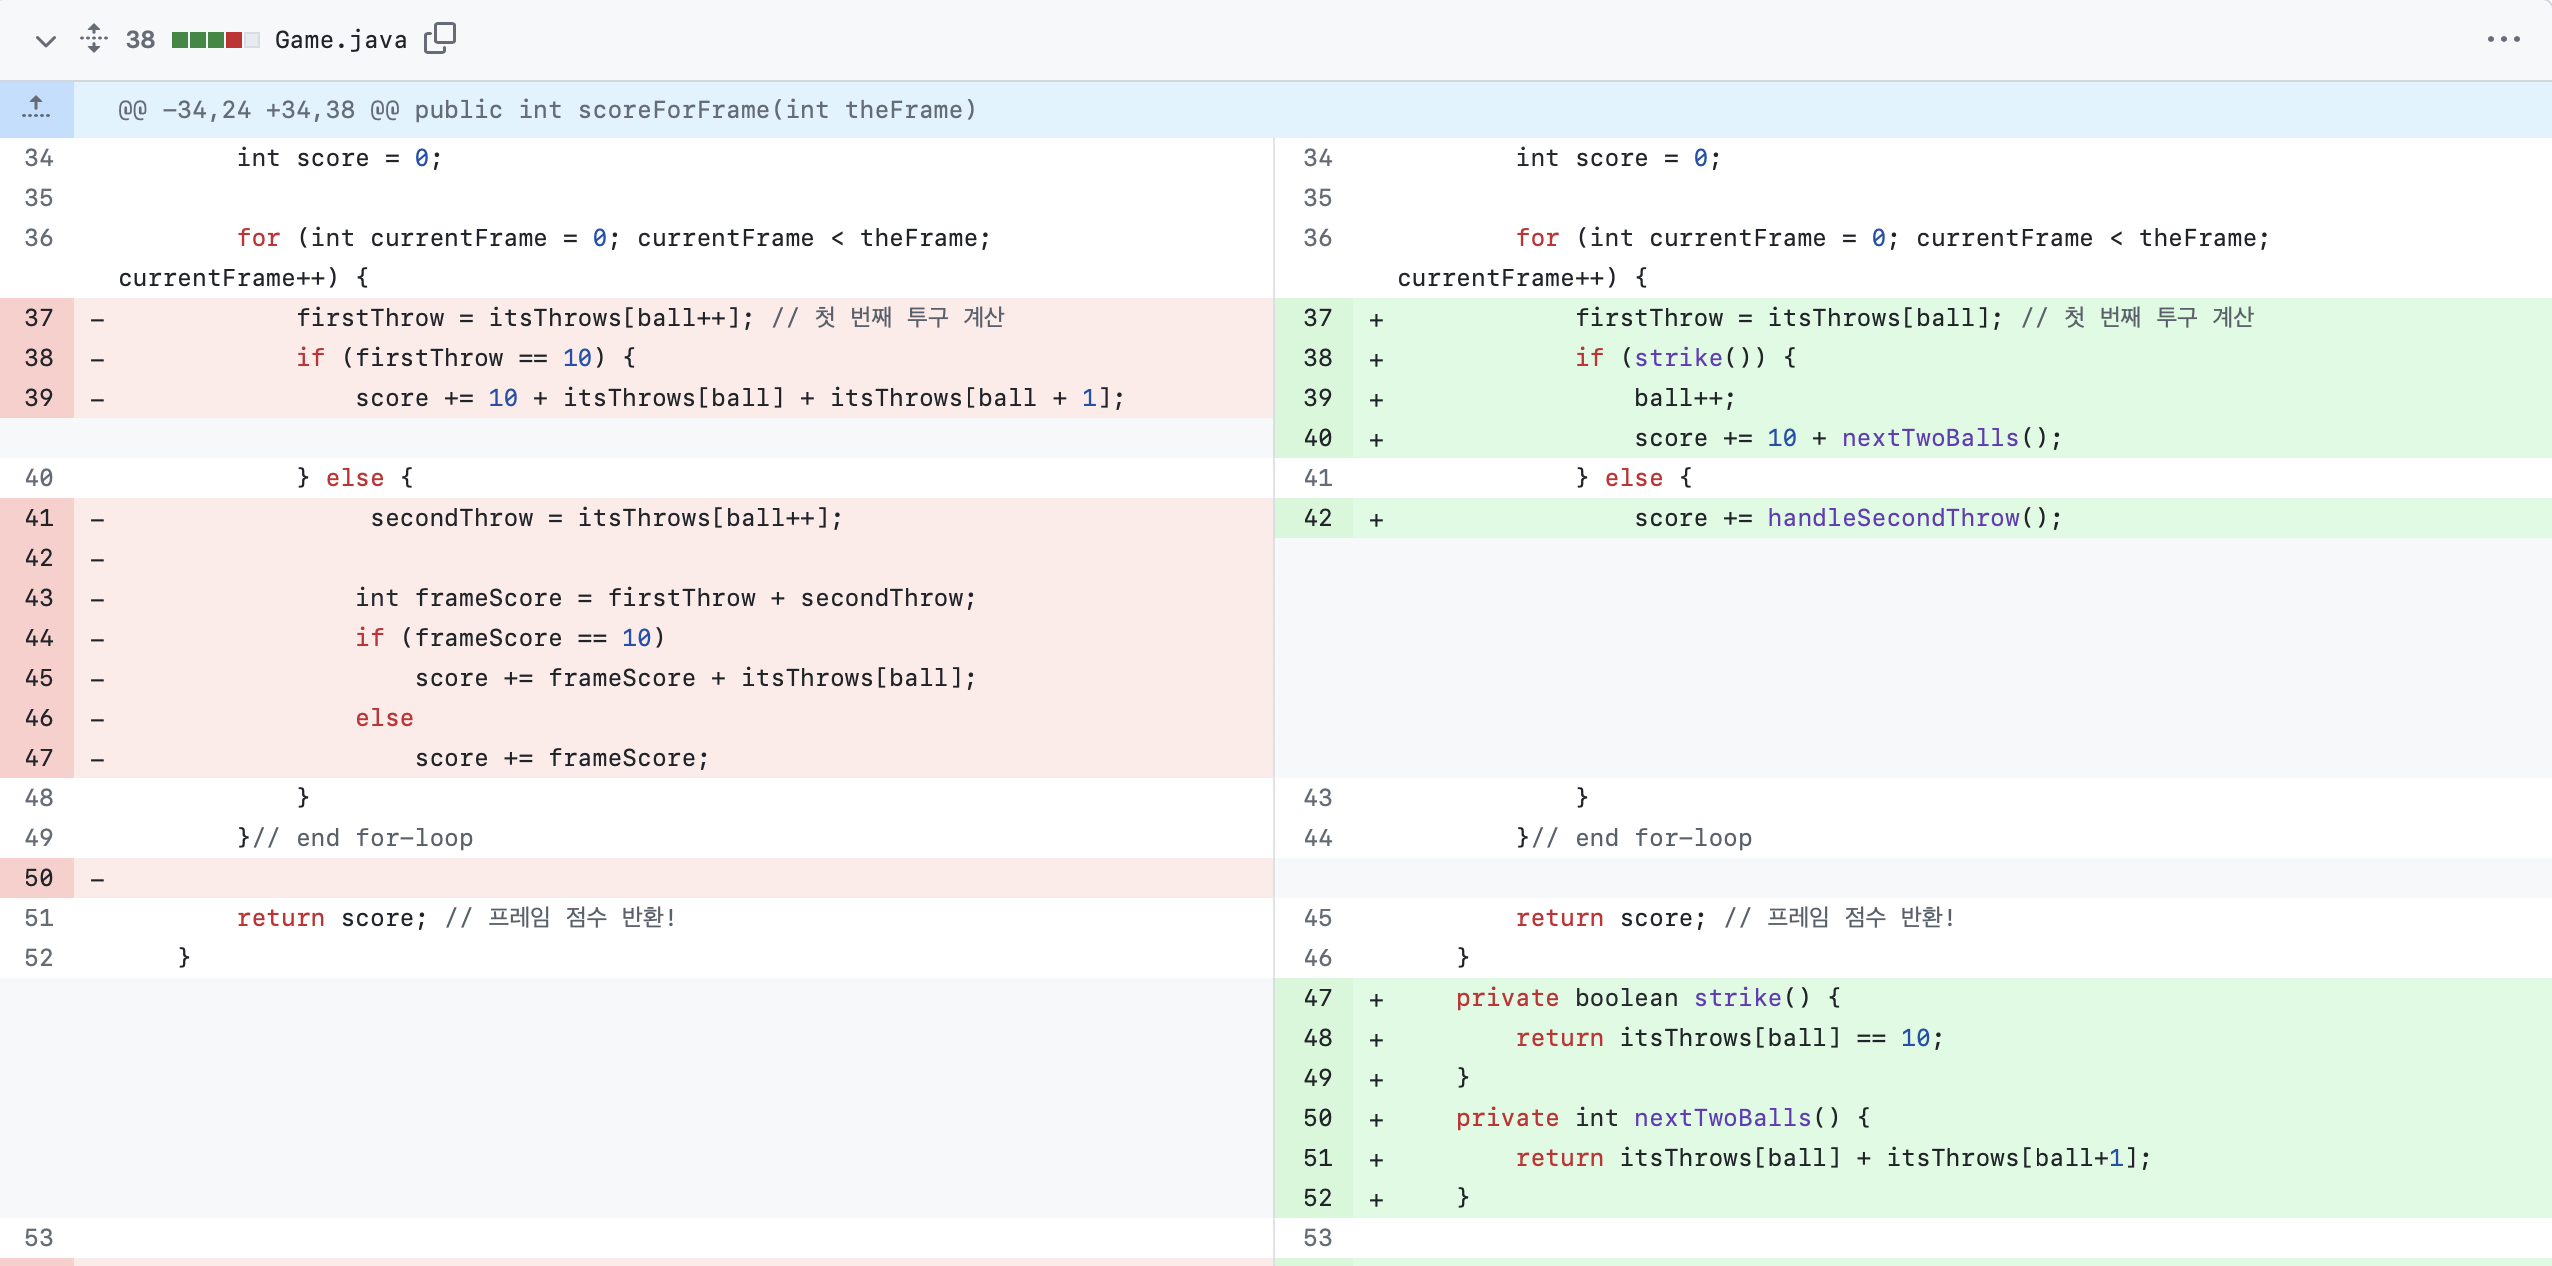 38 Game.java
@@ -34,24 +34,38 @@ public int scoreForFrame(int theFrame)
34 int score = 0;
35
36 for (int currentFrame = 0; currentFrame < theFrame;
currentFrame++) {
37 - firstThrow = itsThrows[ball++]; // 첫 번째 투구 계산
38 - if (firstThrow == 10) {
39 - score += 10 + itsThrows[ball] + itsThrows[ball + 1];
40 } else {
41 - secondThrow = itsThrows[ball++];
42 -
43 - int frameScore = firstThrow + secondThrow;
44 - if (frameScore == 10)
45 - score += frameScore + itsThrows[ball];
46 - else
47 - score += frameScore;
48 }
49 }// end for-loop
50 -
51 return score; // 프레임 점수 반환!
52 }
53
34 int score = 0;
35
36 for (int currentFrame = 0; currentFrame < theFrame;
currentFrame++) {
37 + firstThrow = itsThrows[ball]; // 첫 번째 투구 계산
38 + if (strike()) {
39 + ball++;
40 + score += 10 + nextTwoBalls();
41 } else {
42 + score += handleSecondThrow();
43 }
44 }// end for-loop
45 return score; // 프레임 점수 반환!
46 }
47 + private boolean strike() {
48 + return itsThrows[ball] == 10;
49 + }
50 + private int nextTwoBalls() {
51 + return itsThrows[ball] + itsThrows[ball+1];
52 + }
53